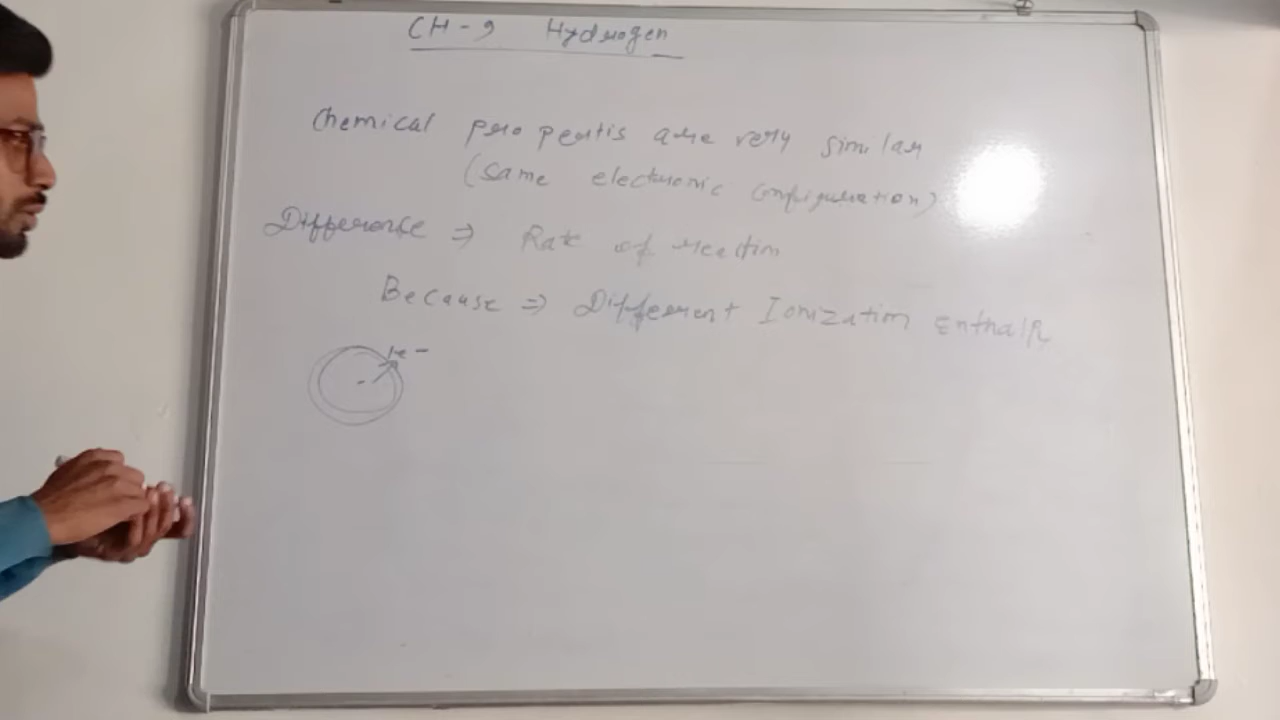 CH - 9 Hydrogen
Chemical propertis are very similar
(Same electronic configuration)
Difference ⇒ Rate of reaction
Because ⇒ Different Ionization Enthalpy
1e -